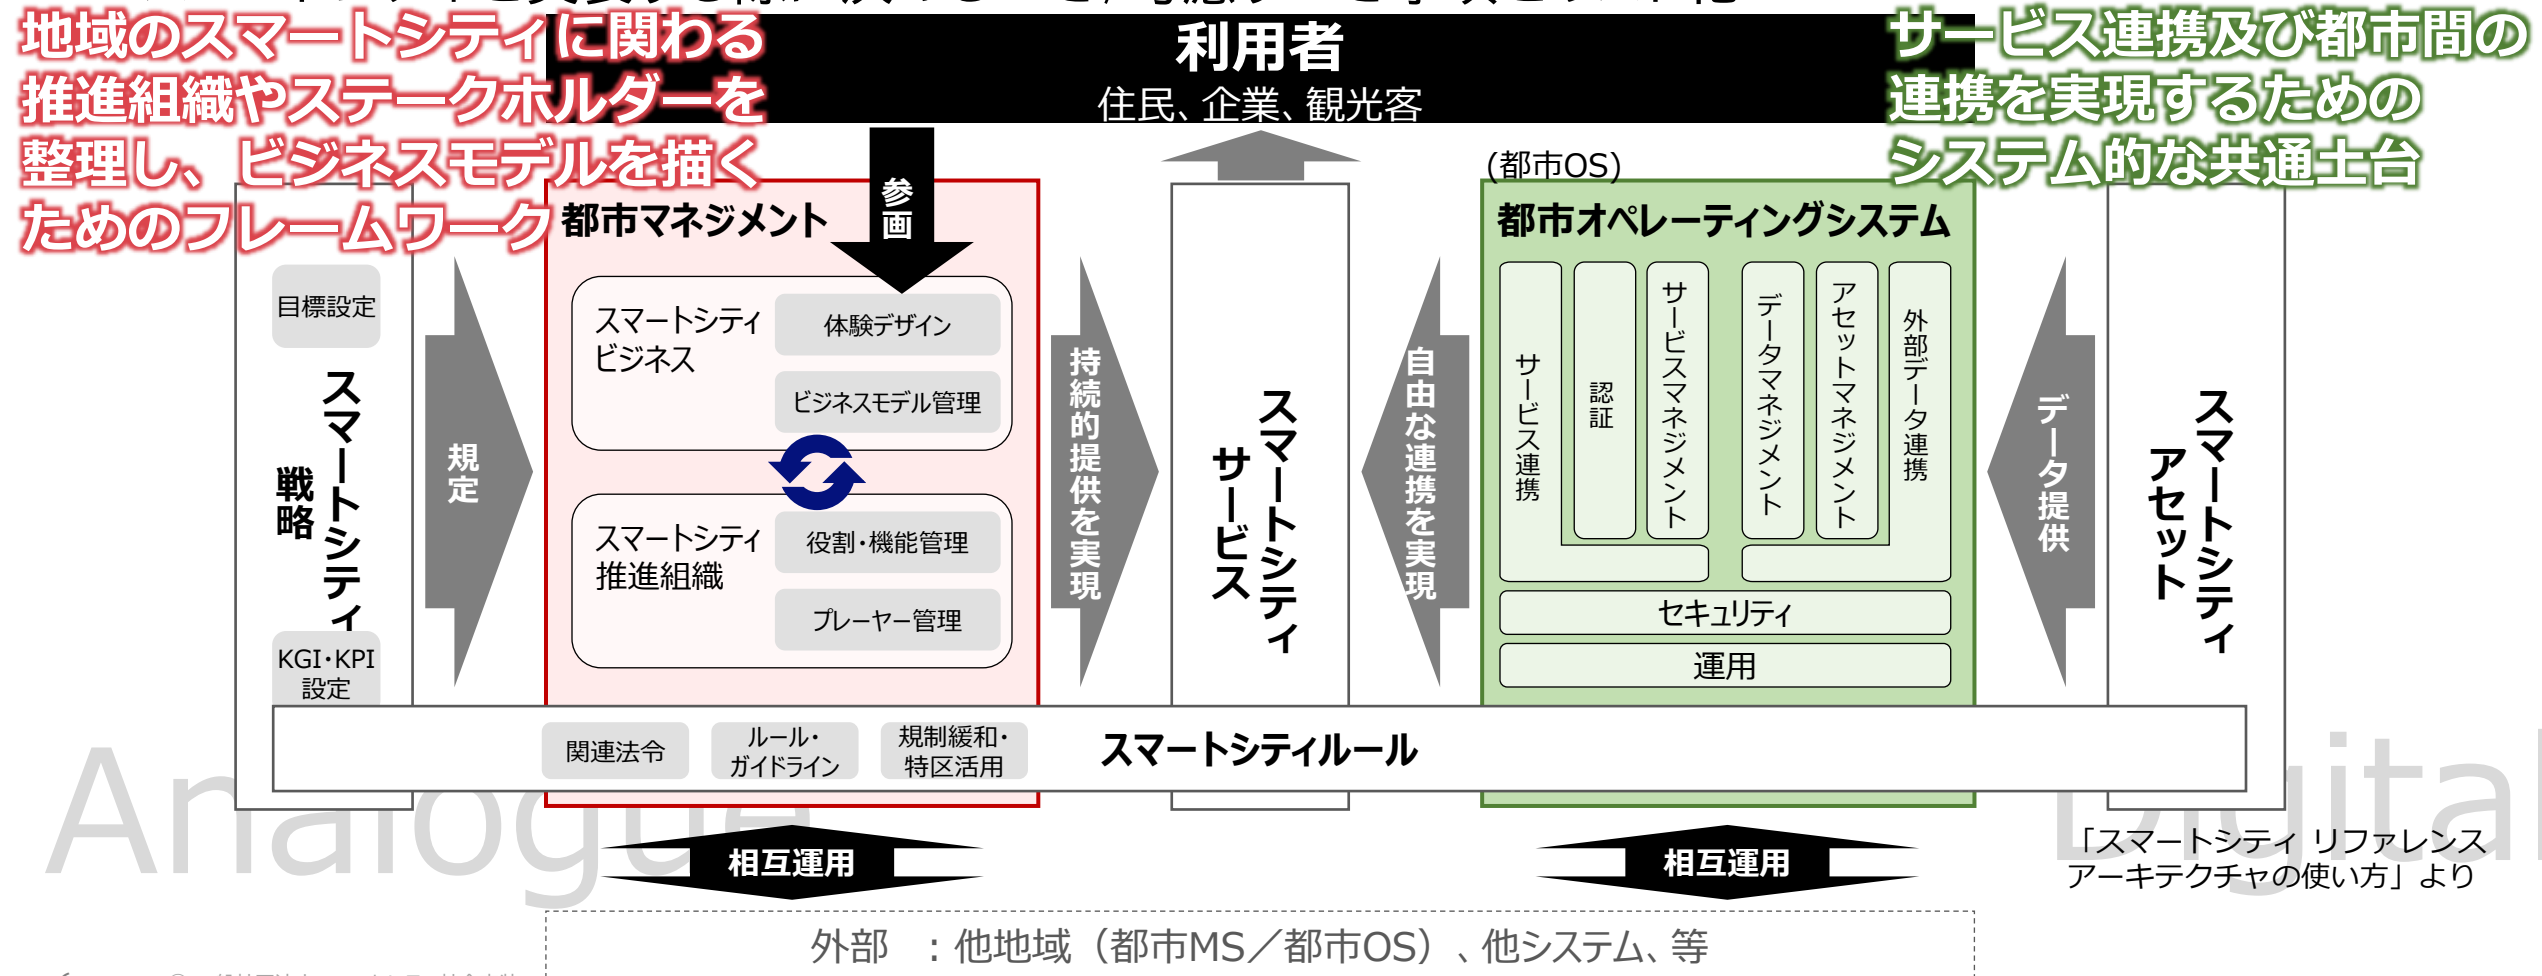 地域のスマートシティに関わる
推進組織やステークホルダーを
整理し、ビジネスモデルを描く
ためのフレームワーク
利用者
住民、企業、観光客
サービス連携及び都市間の
連携を実現するための
システム的な共通土台
参画
(都市OS)
スマートシティ
戦略
目標設定
KGI・KPI
設定
規定
都市マネジメント
スマートシティ
ビジネス
体験デザイン
ビジネスモデル管理
スマートシティ
推進組織
役割・機能管理
プレーヤー管理
持続的提供を実現
スマートシティ
サービス
自由な連携を実現
都市オペレーティングシステム
サービス連携
認証
サービスマネジメント
データマネジメント
アセットマネジメント
外部データ連携
セキュリティ
運用
データ提供
スマートシティ
アセット
関連法令
ルール・
ガイドライン
規制緩和・
特区活用
スマートシティルール
Analogue
Digital
相互運用
相互運用
「スマートシティ リファレンス
アーキテクチャの使い方」より
外部 ：他地域（都市MS／都市OS）、他システム、等